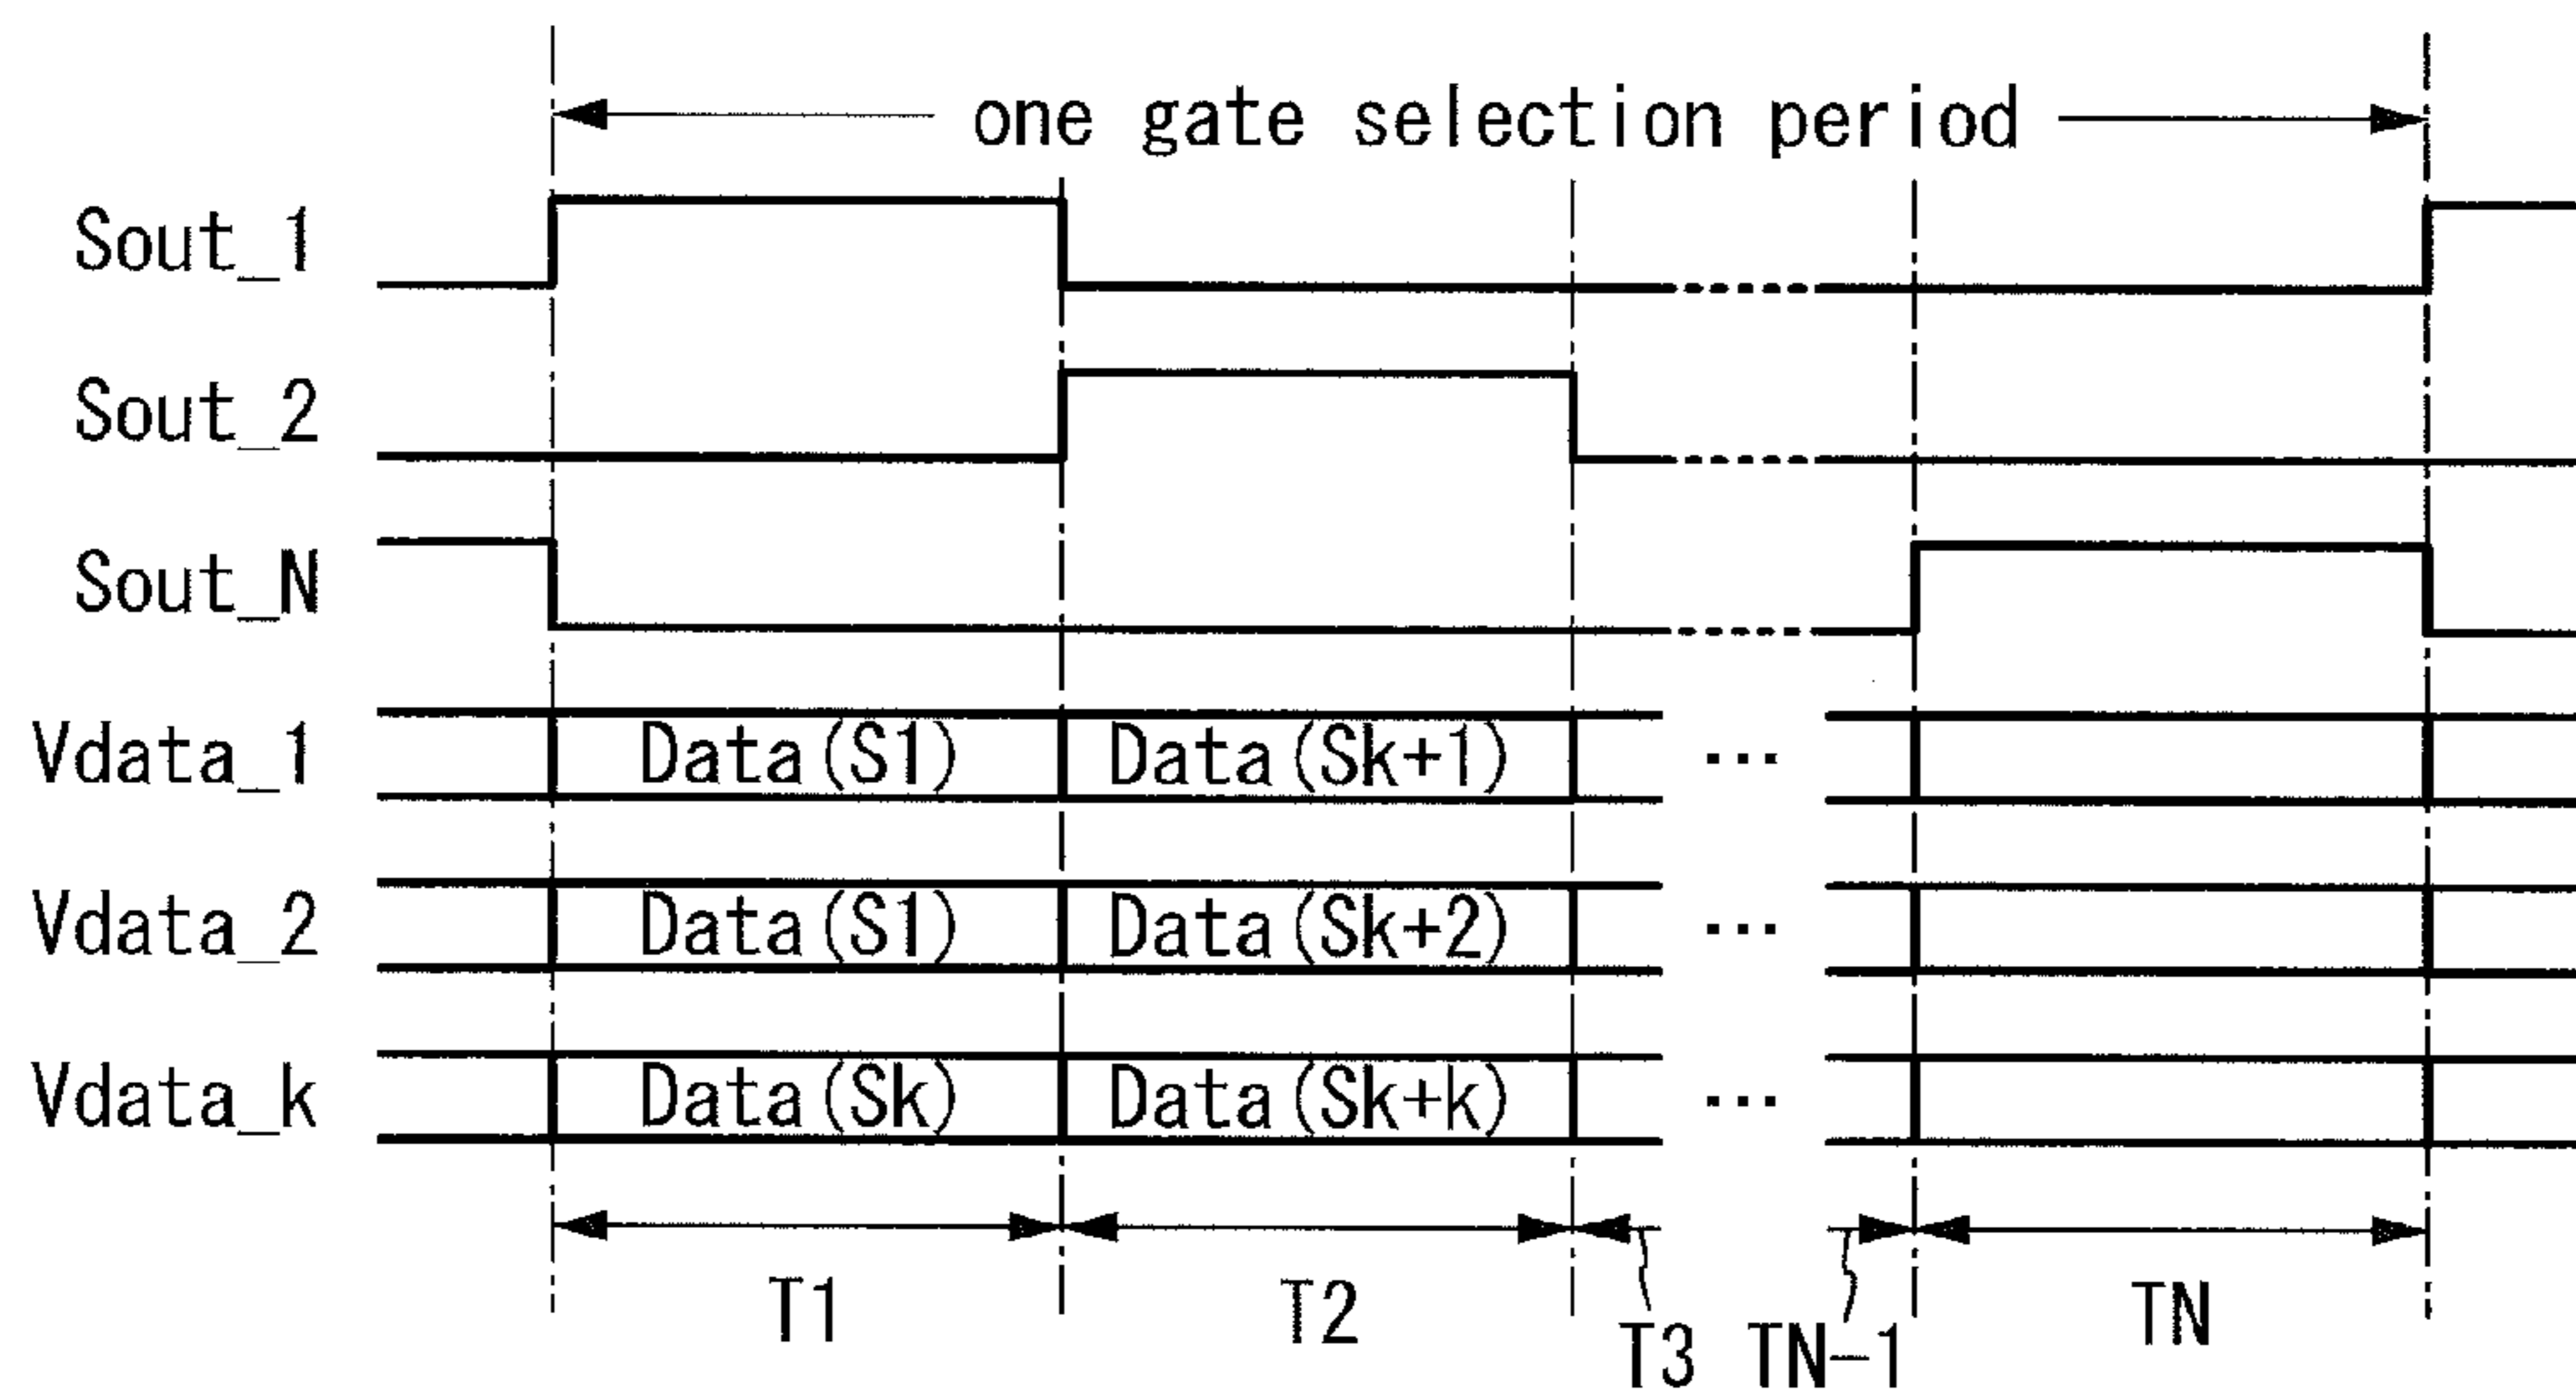 one gate selection period
Sout_1
Sout_2
Sout_N
Vdata_1 Data(S1) Data(Sk+1) ...
Vdata_2 Data(S1) Data(Sk+2) ...
Vdata_k Data(Sk) Data(Sk+k) ...
T1 T2 T3 TN-1 TN